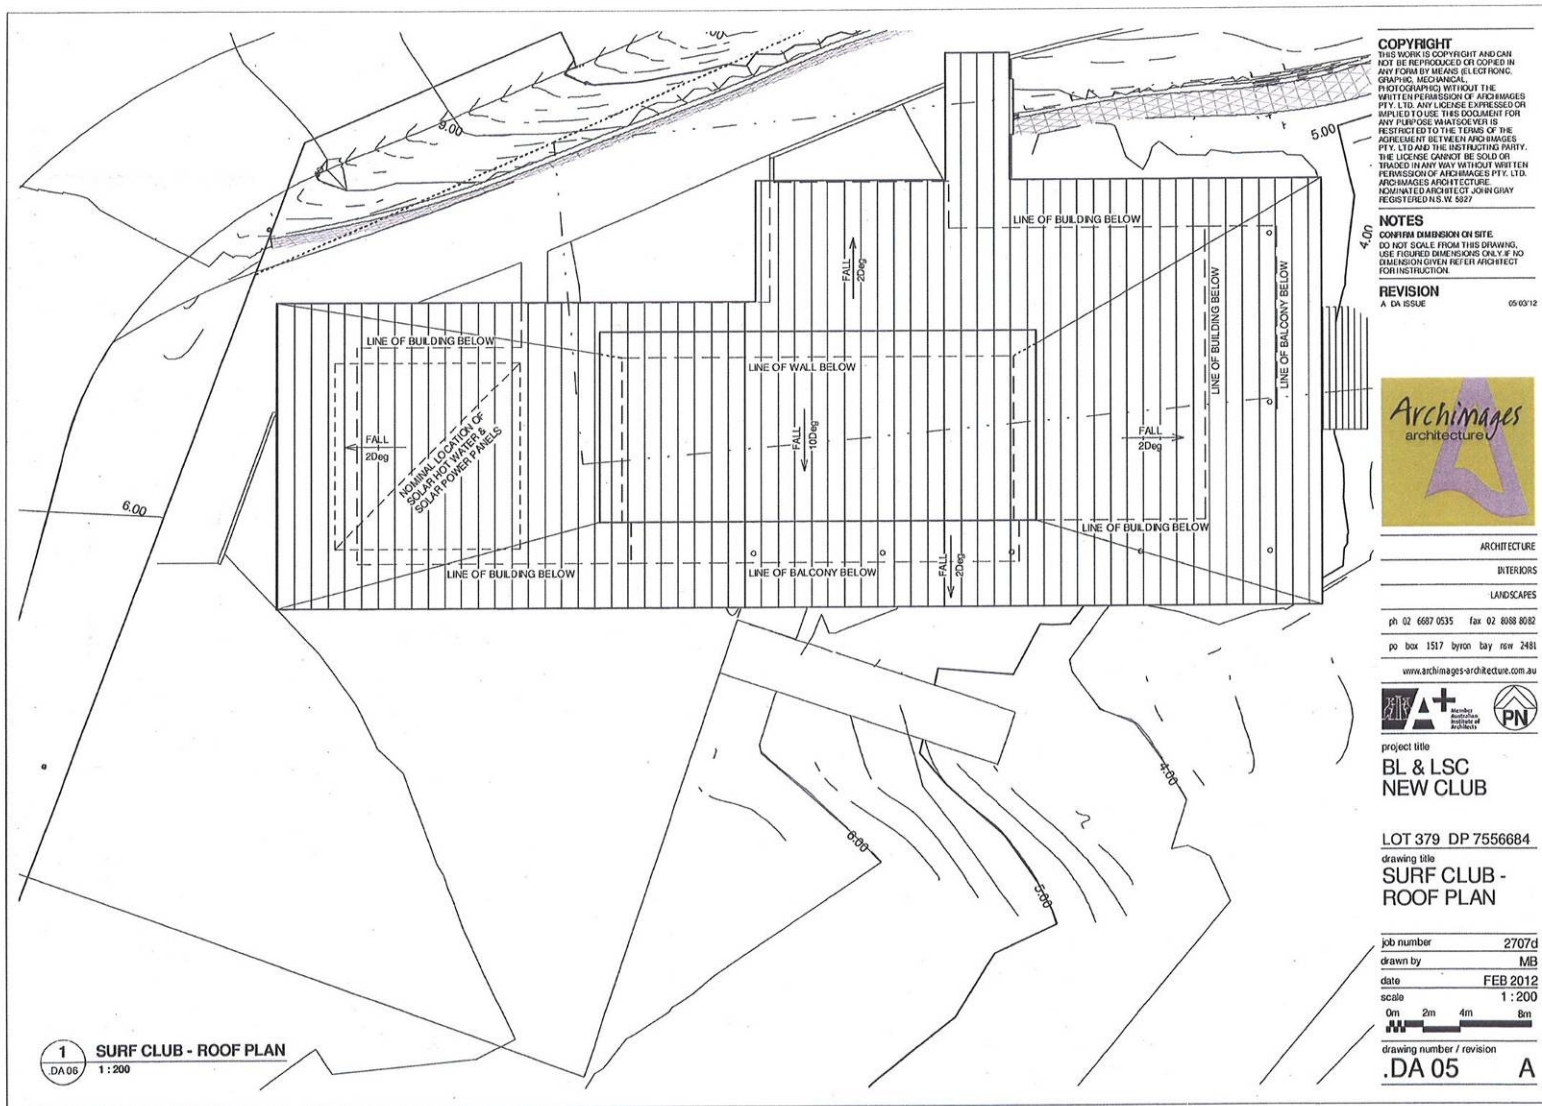 COPYRIGHT
THIS WORK IS COPYRIGHT AND CAN
NOT BE REPRODUCED OR COPIED IN
ANY FORM BY MEANS (ELECTRONIC,
GRAPHIC, MECHANICAL,
PHOTOGRAPHIC) WITHOUT THE
WRITTEN PERMISSION OF ARCHIMAGES
PTY. LTD. ANY LICENSE EXPRESSED OR
IMPLIED TO USE THIS DOCUMENT FOR
ANY PURPOSE WHATSOEVER IS
RESTRICTED TO THE TERMS OF THE
AGREEMENT BETWEEN ARCHIMAGES
PTY. LTD AND THE INSTRUCTING PARTY.
THE LICENSE CANNOT BE SOLD OR
TRADED IN ANY WAY WITHOUT WRITTEN
PERMISSION OF ARCHIMAGES PTY. LTD.
ARCHIMAGES ARCHITECTURE.
NOMINATED ARCHITECT JOHN GRAY
REGISTERED N.S.W. 5827
NOTES
CONFIRM DIMENSION ON SITE.
DO NOT SCALE FROM THIS DRAWING,
USE FIGURED DIMENSIONS ONLY. IF NO
DIMENSION GIVEN REFER ARCHITECT
FOR INSTRUCTION.
REVISION
A DA ISSUE 05/03/12
Archimages
architecture
ARCHITECTURE
INTERIORS
LANDSCAPES
ph 02 6687 0535 fax 02 8088 8082
po box 1517 byron bay nsw 2481
www.archimages-architecture.com.au
A+
Member
Australian
Institute of
Architects
PN
project title
BL & LSC
NEW CLUB
LOT 379 DP 7556684
drawing title
SURF CLUB -
ROOF PLAN
job number 2707d
drawn by MB
date FEB 2012
scale 1 : 200
0m 2m 4m 8m
drawing number / revision
.DA 05 A
9.00
5.00
4.00
LINE OF BUILDING BELOW
FALL
2Deg
LINE OF BUILDING BELOW
LINE OF BALCONY BELOW
LINE OF BUILDING BELOW
LINE OF WALL BELOW
FALL
2Deg
NOMINAL LOCATION OF
SOLAR HOT WATER &
SOLAR POWER PANELS
FALL
10Deg
FALL
2Deg
6.00
LINE OF BUILDING BELOW
LINE OF BUILDING BELOW
LINE OF BALCONY BELOW
FALL
2Deg
4.00
6.00
5.00
1
.DA 06
SURF CLUB - ROOF PLAN
1 : 200